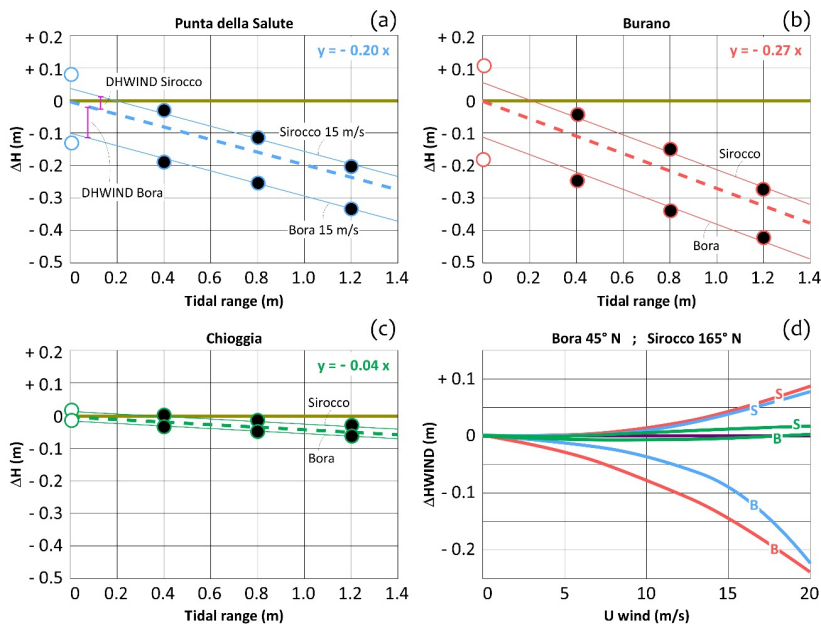 Punta della Salute (a)
+ 0.2
+ 0.1
0
- 0.1
- 0.2
- 0.3
- 0.4
- 0.5
ΔH (m)
y = - 0.20 x
DHWIND Sirocco
Sirocco 15 m/s
DHWIND Bora
Bora 15 m/s
0 0.2 0.4 0.6 0.8 1.0 1.2 1.4
Tidal range (m)
Burano (b)
+ 0.2
+ 0.1
0
- 0.1
- 0.2
- 0.3
- 0.4
- 0.5
ΔH (m)
y = - 0.27 x
Sirocco
Bora
0 0.2 0.4 0.6 0.8 1.0 1.2 1.4
Tidal range (m)
Chioggia (c)
+ 0.2
+ 0.1
0
- 0.1
- 0.2
- 0.3
- 0.4
- 0.5
ΔH (m)
y = - 0.04 x
Sirocco
Bora
0.0 0.2 0.4 0.6 0.8 1.0 1.2 1.4
Tidal range (m)
(d)
Bora 45° N ; Sirocco 165° N
+ 0.1
0
- 0.1
- 0.2
ΔHWIND (m)
S
S
S
B
B
B
0 5 10 15 20
U wind (m/s)